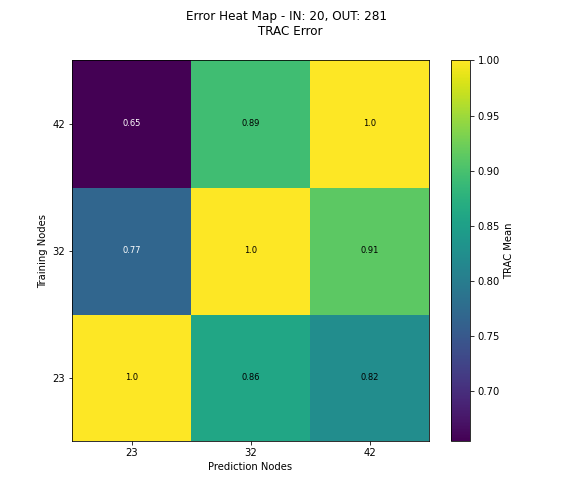 Error Heat Map - IN: 20, OUT: 281
TRAC Error
42
32
23
Training Nodes
0.65 0.89 1.0
0.77 1.0 0.91
1.0 0.86 0.82
23 32 42
Prediction Nodes
1.00
0.95
0.90
0.85
0.80
0.75
0.70
TRAC Mean